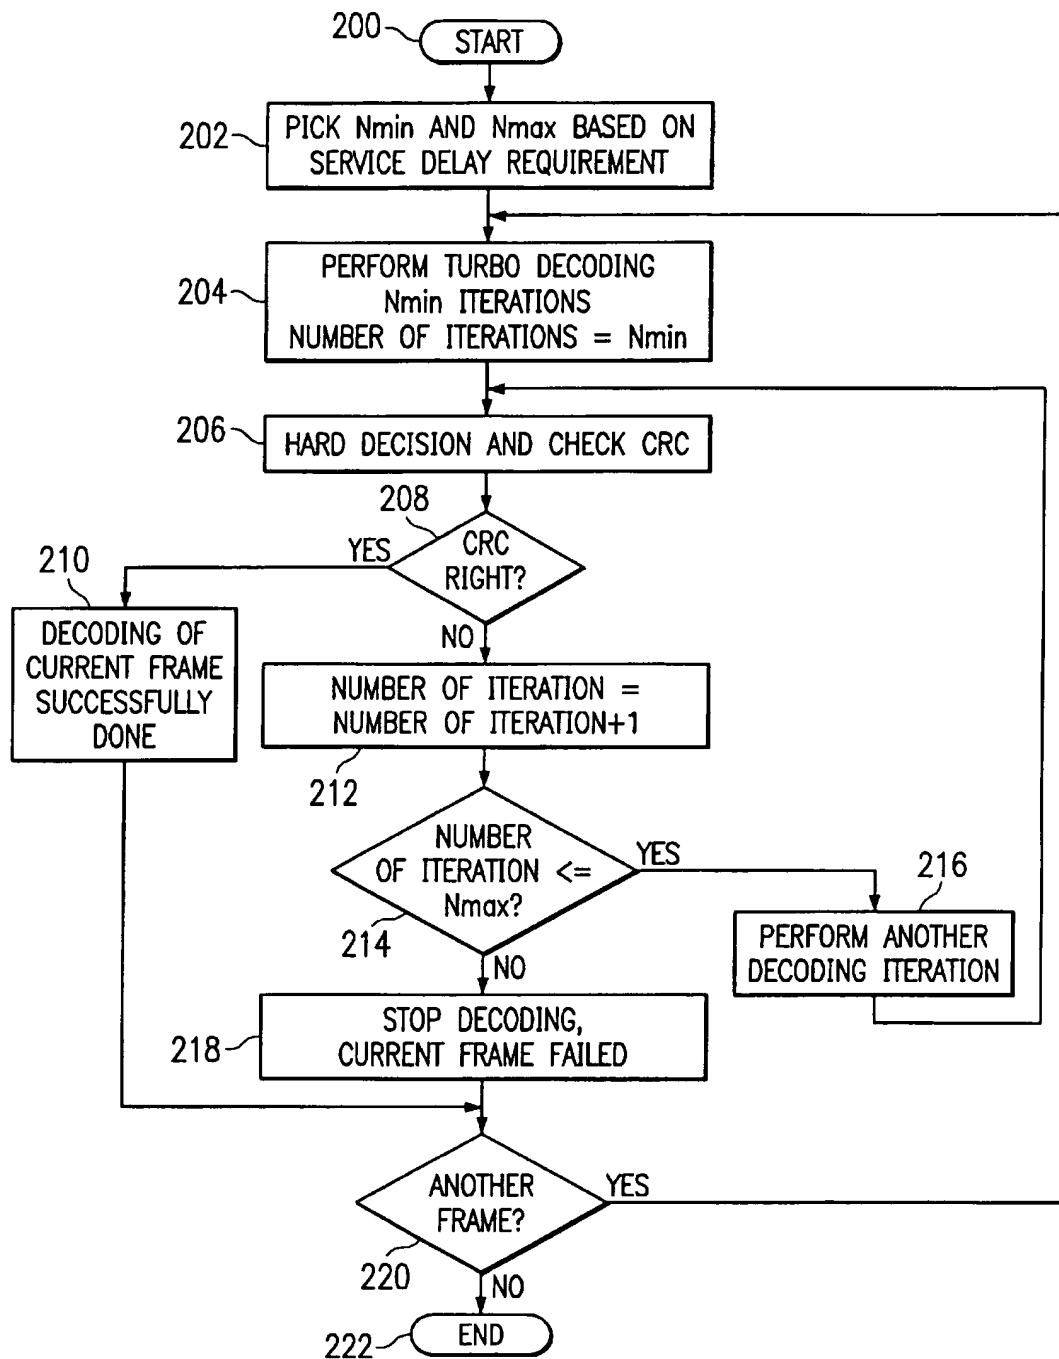 200
START
202
PICK Nmin AND Nmax BASED ON
SERVICE DELAY REQUIREMENT
204
PERFORM TURBO DECODING
Nmin ITERATIONS
NUMBER OF ITERATIONS = Nmin
206
HARD DECISION AND CHECK CRC
208
CRC
RIGHT?
YES
NO
210
DECODING OF
CURRENT FRAME
SUCCESSFULLY
DONE
NUMBER OF ITERATION =
NUMBER OF ITERATION+1
212
NUMBER
OF ITERATION <=
Nmax?
214
YES
NO
216
PERFORM ANOTHER
DECODING ITERATION
218
STOP DECODING,
CURRENT FRAME FAILED
ANOTHER
FRAME?
YES
220
NO
222
END